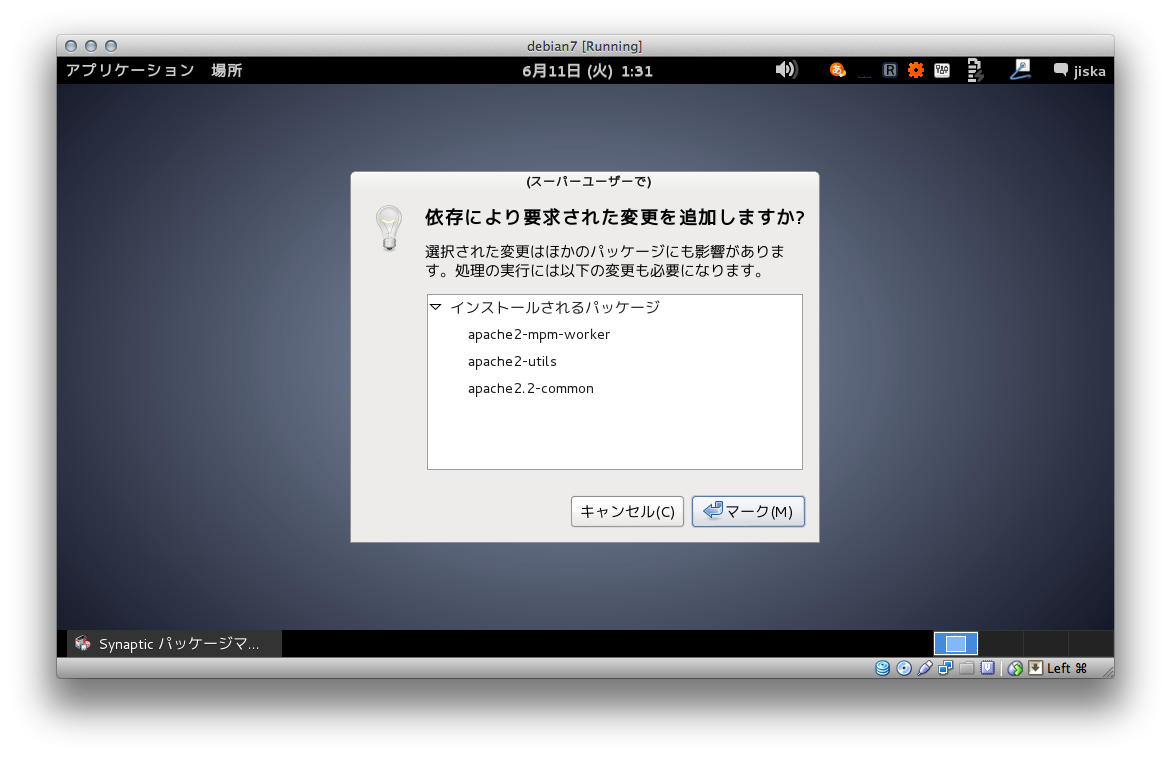 debian7 [Running]
アプリケーション 場所 6月11日 (火) 1:31 あ R jiska
(スーパーユーザーで)
依存により要求された変更を追加しますか?
選択された変更はほかのパッケージにも影響がありま
す。処理の実行には以下の変更も必要になります。
インストールされるパッケージ
apache2-mpm-worker
apache2-utils
apache2.2-common
キャンセル(C) マーク(M)
Synaptic パッケージマ...
Left ⌘